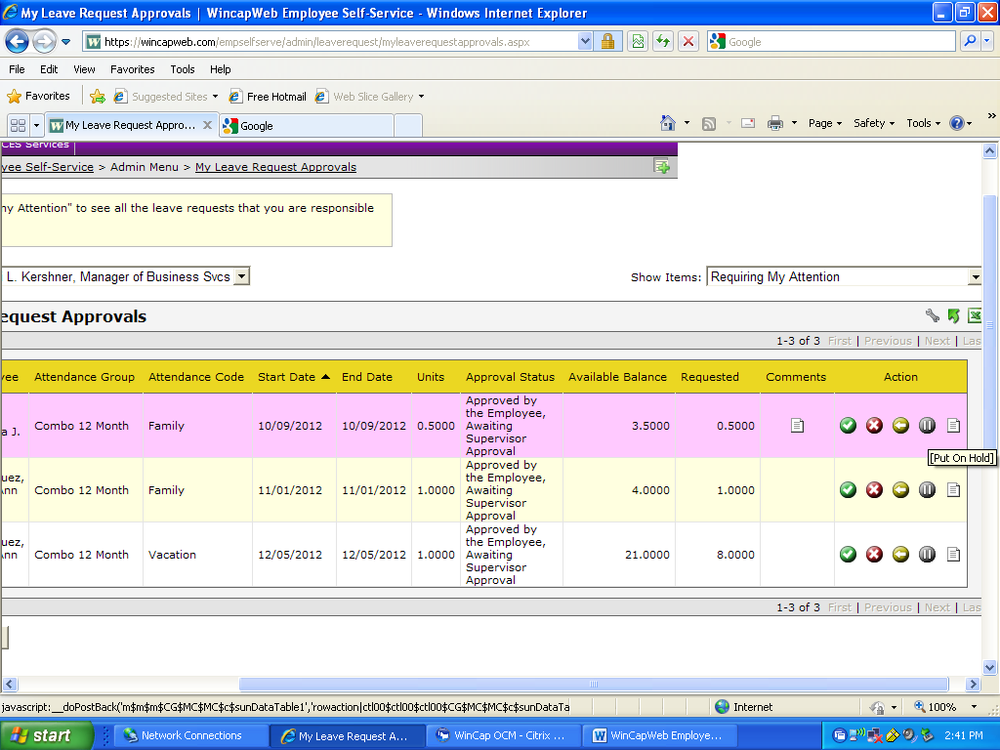 My Leave Request Approvals | WincapWeb Employee Self-Service - Windows Internet Explorer
https://wincapweb.com/empselfserve/admin/leaverequest/myleaverequestapprovals.aspx
Google
File Edit View Favorites Tools Help
Favorites Suggested Sites Free Hotmail Web Slice Gallery
My Leave Request Appro... Google Page Safety Tools »
CES Services
yee Self-Service > Admin Menu > My Leave Request Approvals
ny Attention" to see all the leave requests that you are responsible
L. Kershner, Manager of Business Svcs Show Items: Requiring My Attention
equest Approvals
1-3 of 3 First | Previous | Next | Las
yee Attendance Group Attendance Code Start Date End Date Units Approval Status Available Balance Requested Comments Action
a J. Combo 12 Month Family 10/09/2012 10/09/2012 0.5000
Approved by
the Employee,
Awaiting
Supervisor
Approval
3.5000 0.5000
[Put On Hold]
uez,
Ann
Combo 12 Month Family 11/01/2012 11/01/2012 1.0000
Approved by
the Employee,
Awaiting
Supervisor
Approval
4.0000 1.0000
uez,
Ann
Combo 12 Month Vacation 12/05/2012 12/05/2012 1.0000
Approved by
the Employee,
Awaiting
Supervisor
Approval
21.0000 8.0000
1-3 of 3 First | Previous | Next | Las
javascript:__doPostBack('m$m$m$CG$MC$MC$c$sunDataTable1','rowaction|ctl00$ctl00$ctl00$CG$MC$MC$c$sunDataTa Internet 100%
start Network Connections My Leave Request A... WinCap OCM - Citrix ... WinCapWeb Employe... 2:41 PM